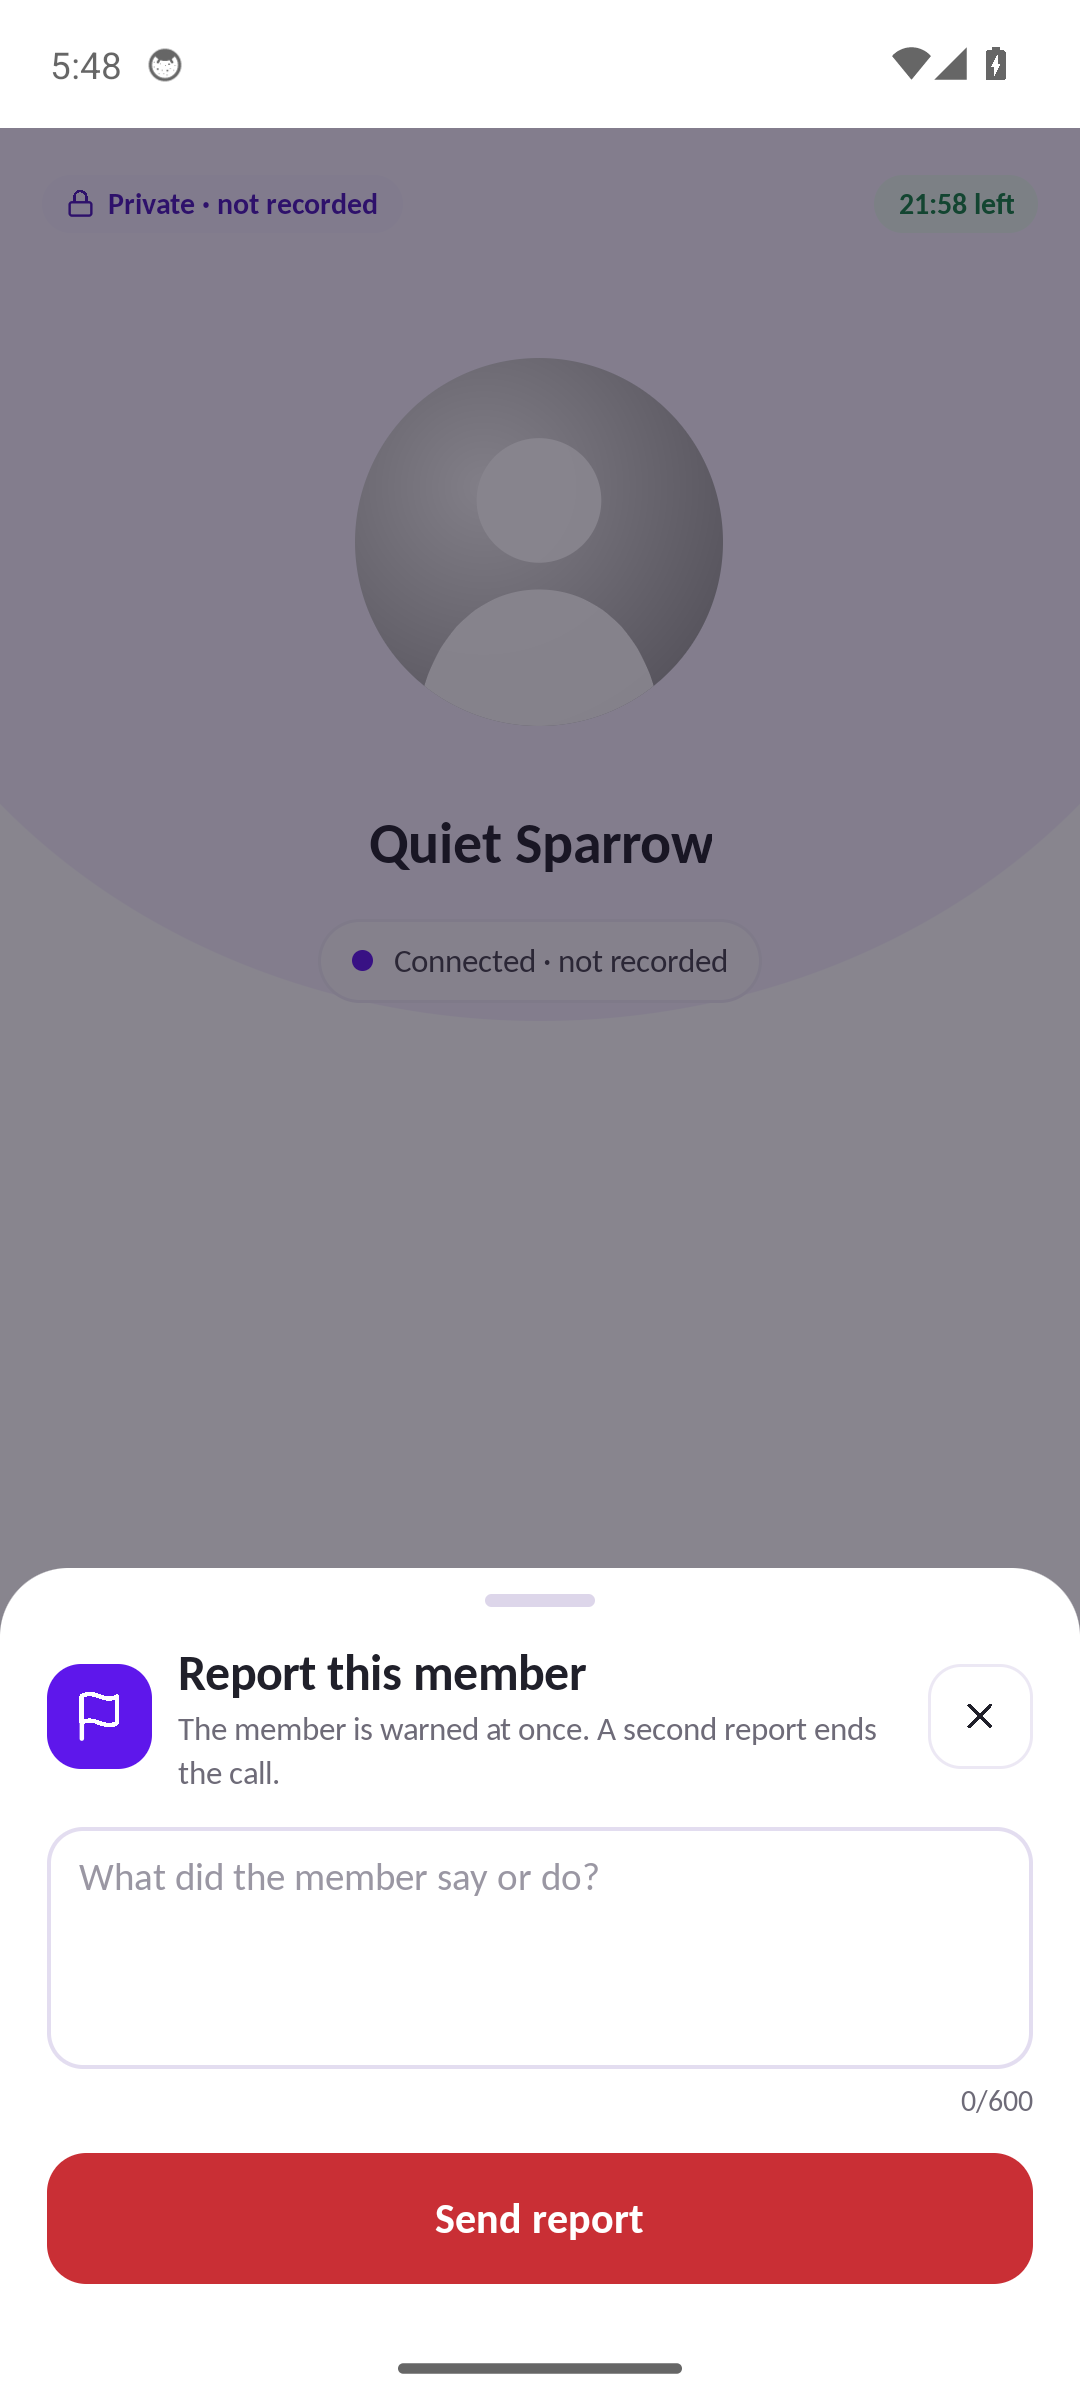 5:48
Private · not recorded
21:58 left
Quiet Sparrow
Connected · not recorded
Report this member
The member is warned at once. A second report ends
the call.
What did the member say or do?
0/600
Send report